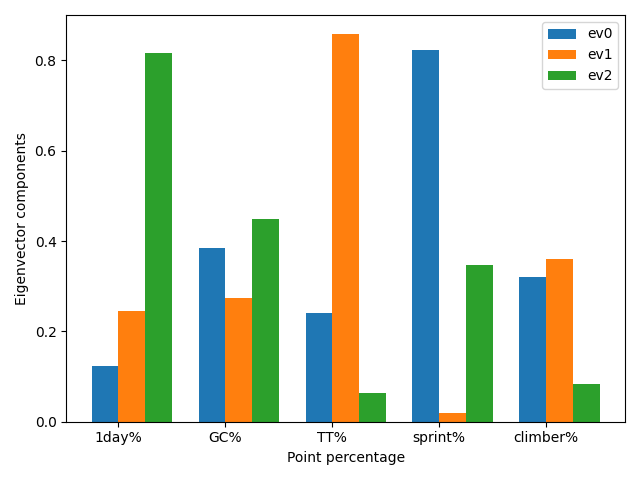 ev0
ev1
ev2
0.8
0.6
0.4
0.2
0.0
Eigenvector components
1day%
GC%
TT%
sprint%
climber%
Point percentage